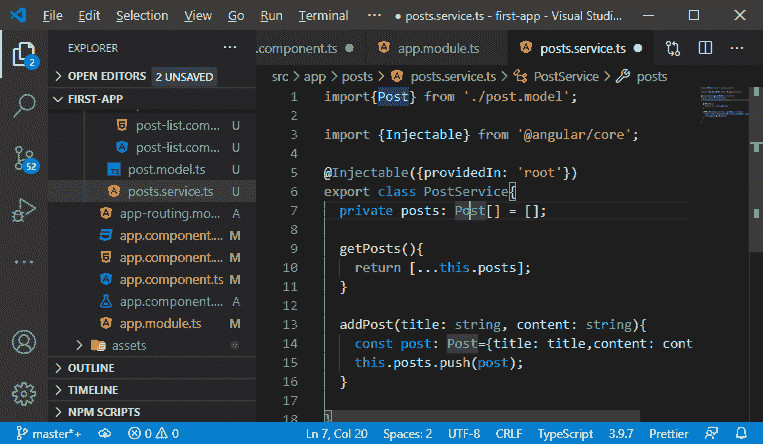 File Edit Selection View Go Run Terminal ··· posts.service.ts - first-app - Visual Studi...
EXPLORER ···
.component.ts app.module.ts posts.service.ts ···
OPEN EDITORS 2 UNSAVED
src > app > posts > posts.service.ts > PostService > posts
FIRST-APP
post-list.com... U
post-list.com... U
post.model.ts U
posts.service.ts U
app-routing.mo... A
app.component.... M
app.component.... M
app.component.ts M
app.component.... A
app.module.ts M
assets
OUTLINE
TIMELINE
NPM SCRIPTS
2
52
1 import{Post} from './post.model';
2
3 import {Injectable} from '@angular/core';
4
5 @Injectable({providedIn: 'root'})
6 export class PostService{
7 private posts: Post[] = [];
8
9 getPosts(){
10 return [...this.posts];
11 }
12
13 addPost(title: string, content: string){
14 const post: Post={title: title,content: cont
15 this.posts.push(post);
16 }
17
18 }
master*+ 0 0 Ln 7, Col 20 Spaces: 2 UTF-8 CRLF TypeScript 3.9.7 Prettier